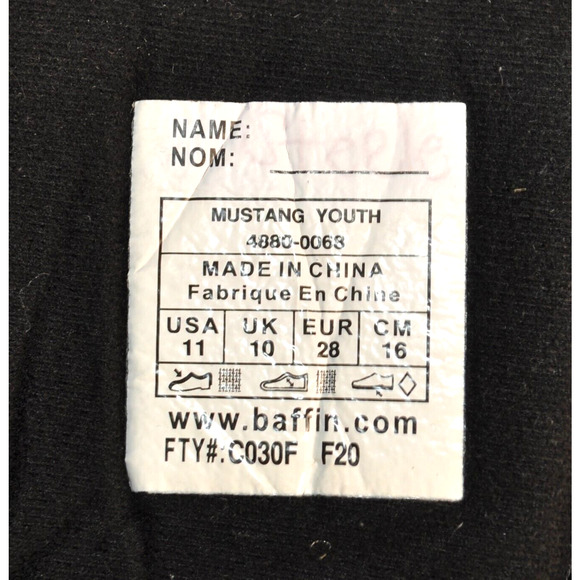 NAME:
NOM:
MUSTANG YOUTH
4880-0063
MADE IN CHINA
Fabrique En Chine
USA UK EUR CM
11 10 28 16
www.baffin.com
FTY#: C030F F20